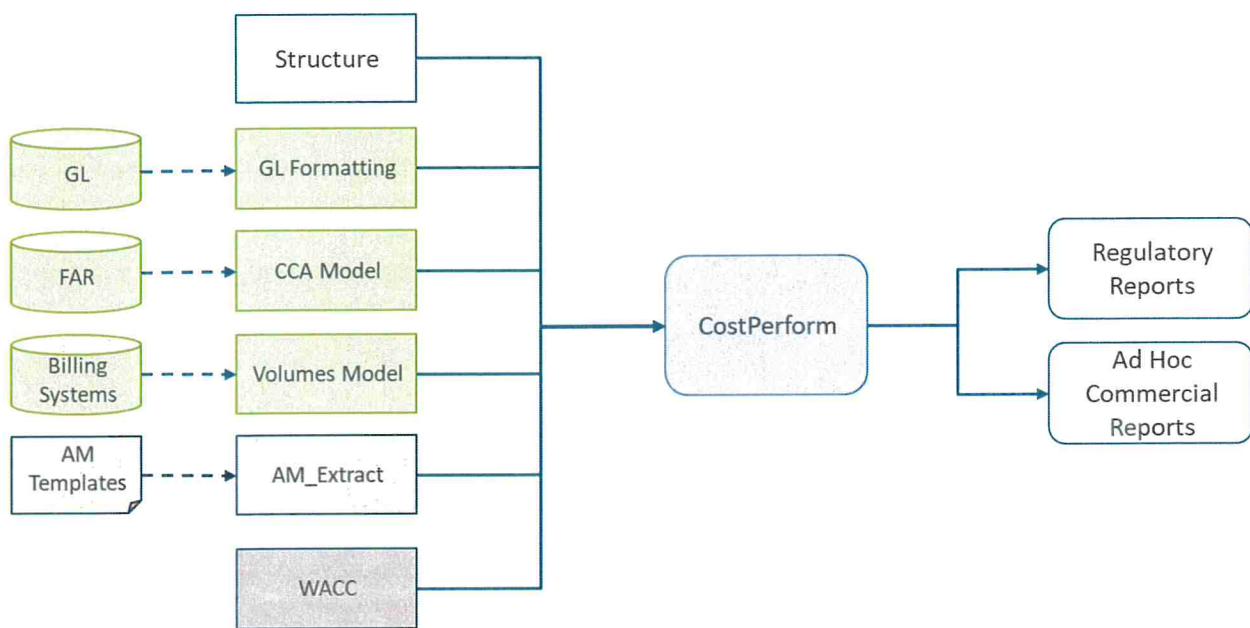 Structure
GL
GL Formatting
FAR
CCA Model
Billing
Systems
Volumes Model
AM
Templates
AM_Extract
WACC
CostPerform
Regulatory
Reports
Ad Hoc
Commercial
Reports